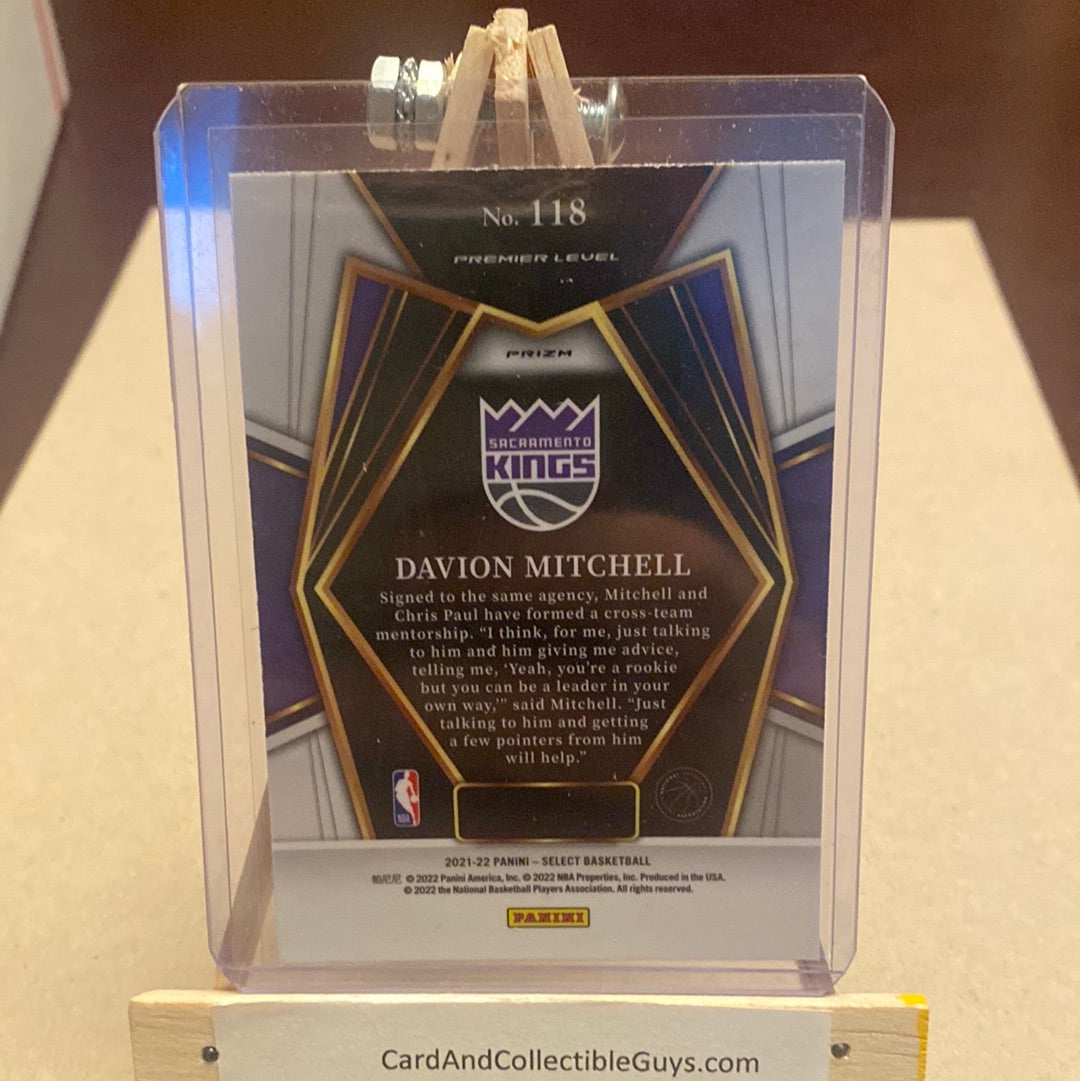 No. 118
PREMIER LEVEL
PRIZM
SACRAMENTO
KINGS
DAVION MITCHELL
Signed to the same agency, Mitchell and
Chris Paul have formed a cross-team
mentorship. “I think, for me, just talking
to him and him giving me advice,
telling me, ‘Yeah, you’re a rookie
but you can be a leader in your
own way,’” said Mitchell. “Just
talking to him and getting
a few pointers from him
will help.”
NBA
2021-22 PANINI – SELECT BASKETBALL
帕尼尼 © 2022 Panini America, Inc. © 2022 NBA Properties, Inc. Produced in the USA.
© 2022 the National Basketball Players Association. All rights reserved.
PANINI
CardAndCollectibleGuys.com